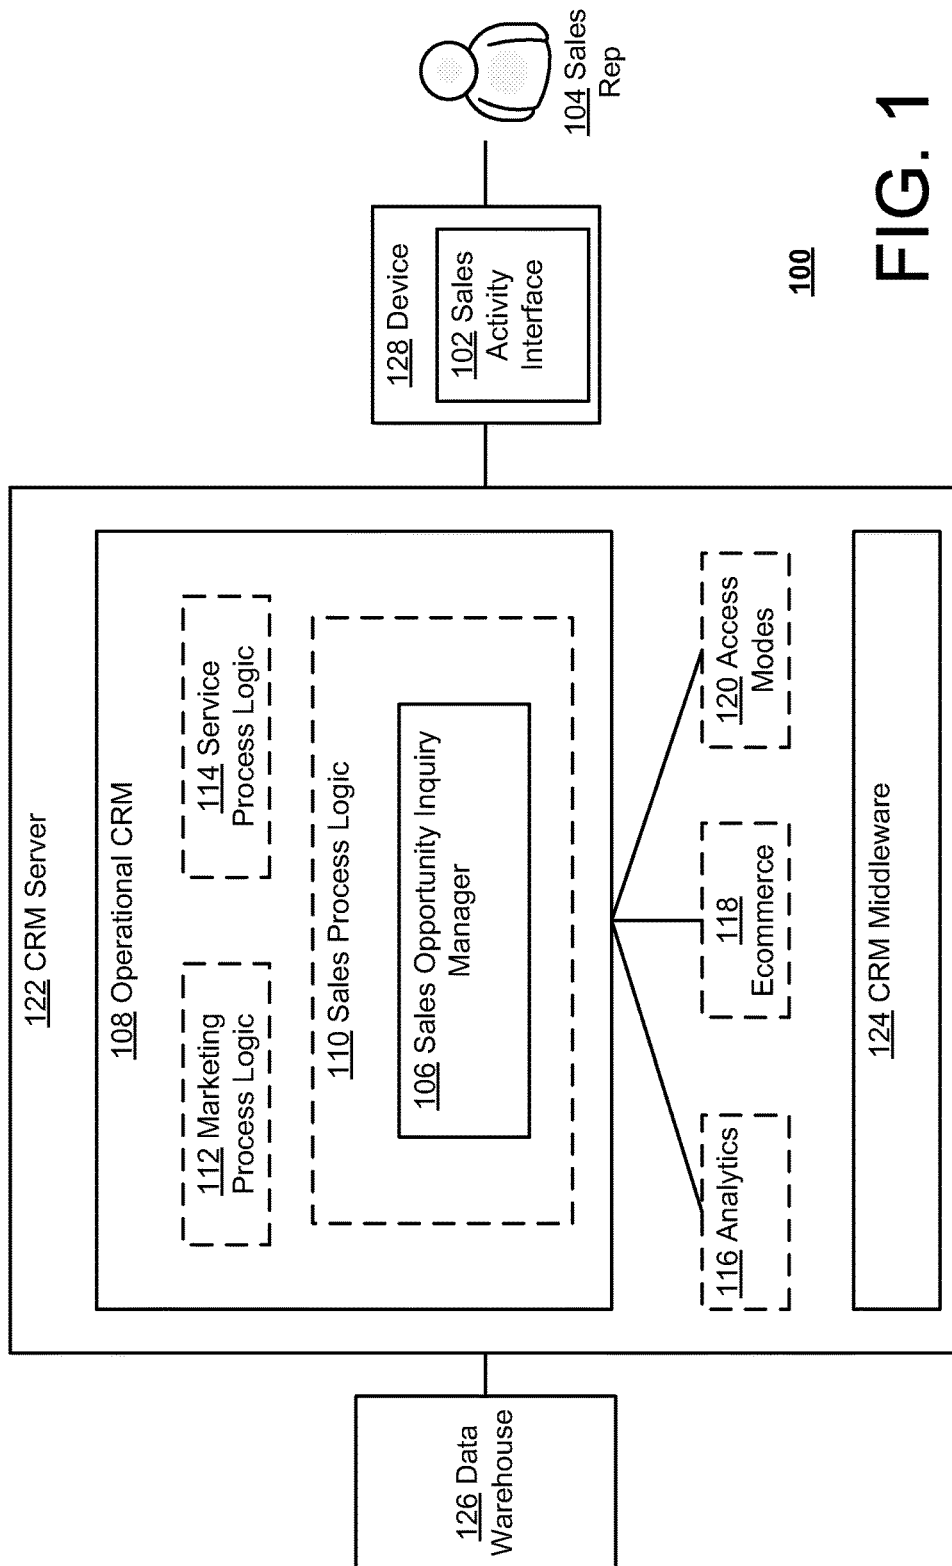 122 CRM Server
108 Operational CRM
112 Marketing
Process Logic
114 Service
Process Logic
110 Sales Process Logic
106 Sales Opportunity Inquiry
Manager
116 Analytics
118
Ecommerce
120 Access
Modes
124 CRM Middleware
126 Data
Warehouse
128 Device
102 Sales
Activity
Interface
104 Sales
Rep
100
FIG. 1